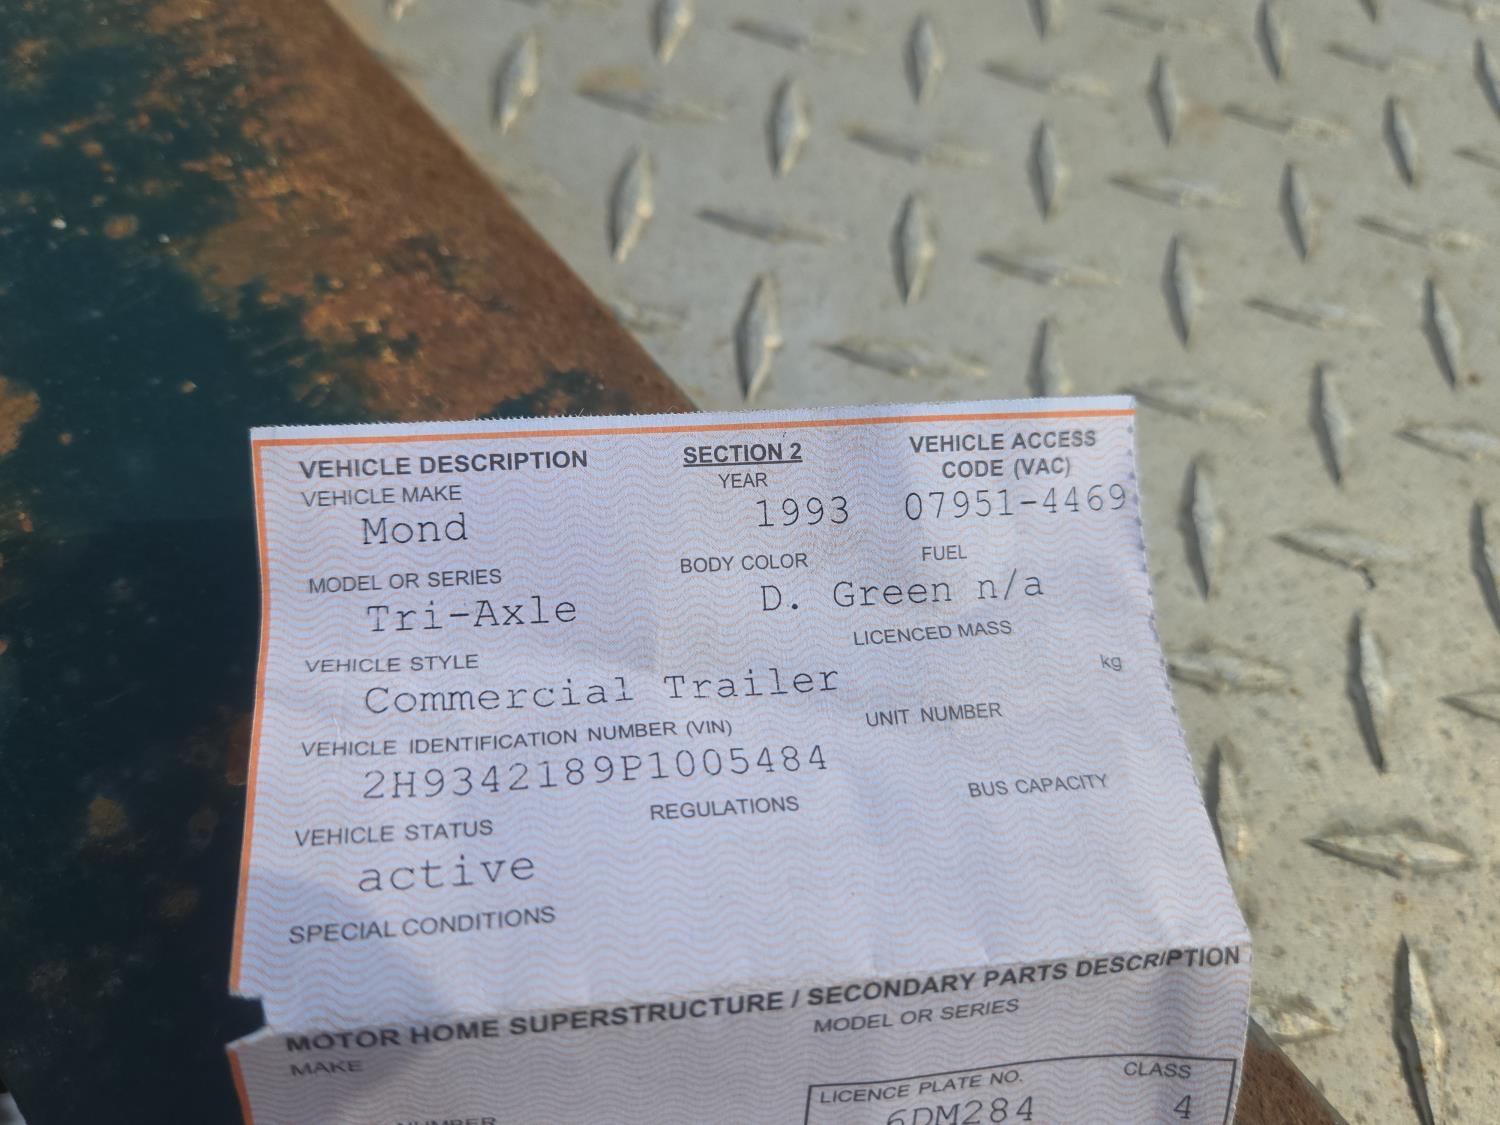 VEHICLE DESCRIPTION SECTION 2 VEHICLE ACCESS CODE (VAC)
VEHICLE MAKE YEAR
Mond 1993 07951-4469
MODEL OR SERIES BODY COLOR FUEL
Tri-Axle D. Green n/a
VEHICLE STYLE LICENCED MASS
Commercial Trailer kg
VEHICLE IDENTIFICATION NUMBER (VIN) UNIT NUMBER
2H9342189P1005484
VEHICLE STATUS REGULATIONS BUS CAPACITY
active
SPECIAL CONDITIONS
MOTOR HOME SUPERSTRUCTURE / SECONDARY PARTS DESCRIPTION
MAKE MODEL OR SERIES
LICENCE PLATE NO. CLASS
6DM284 4
NUMBER